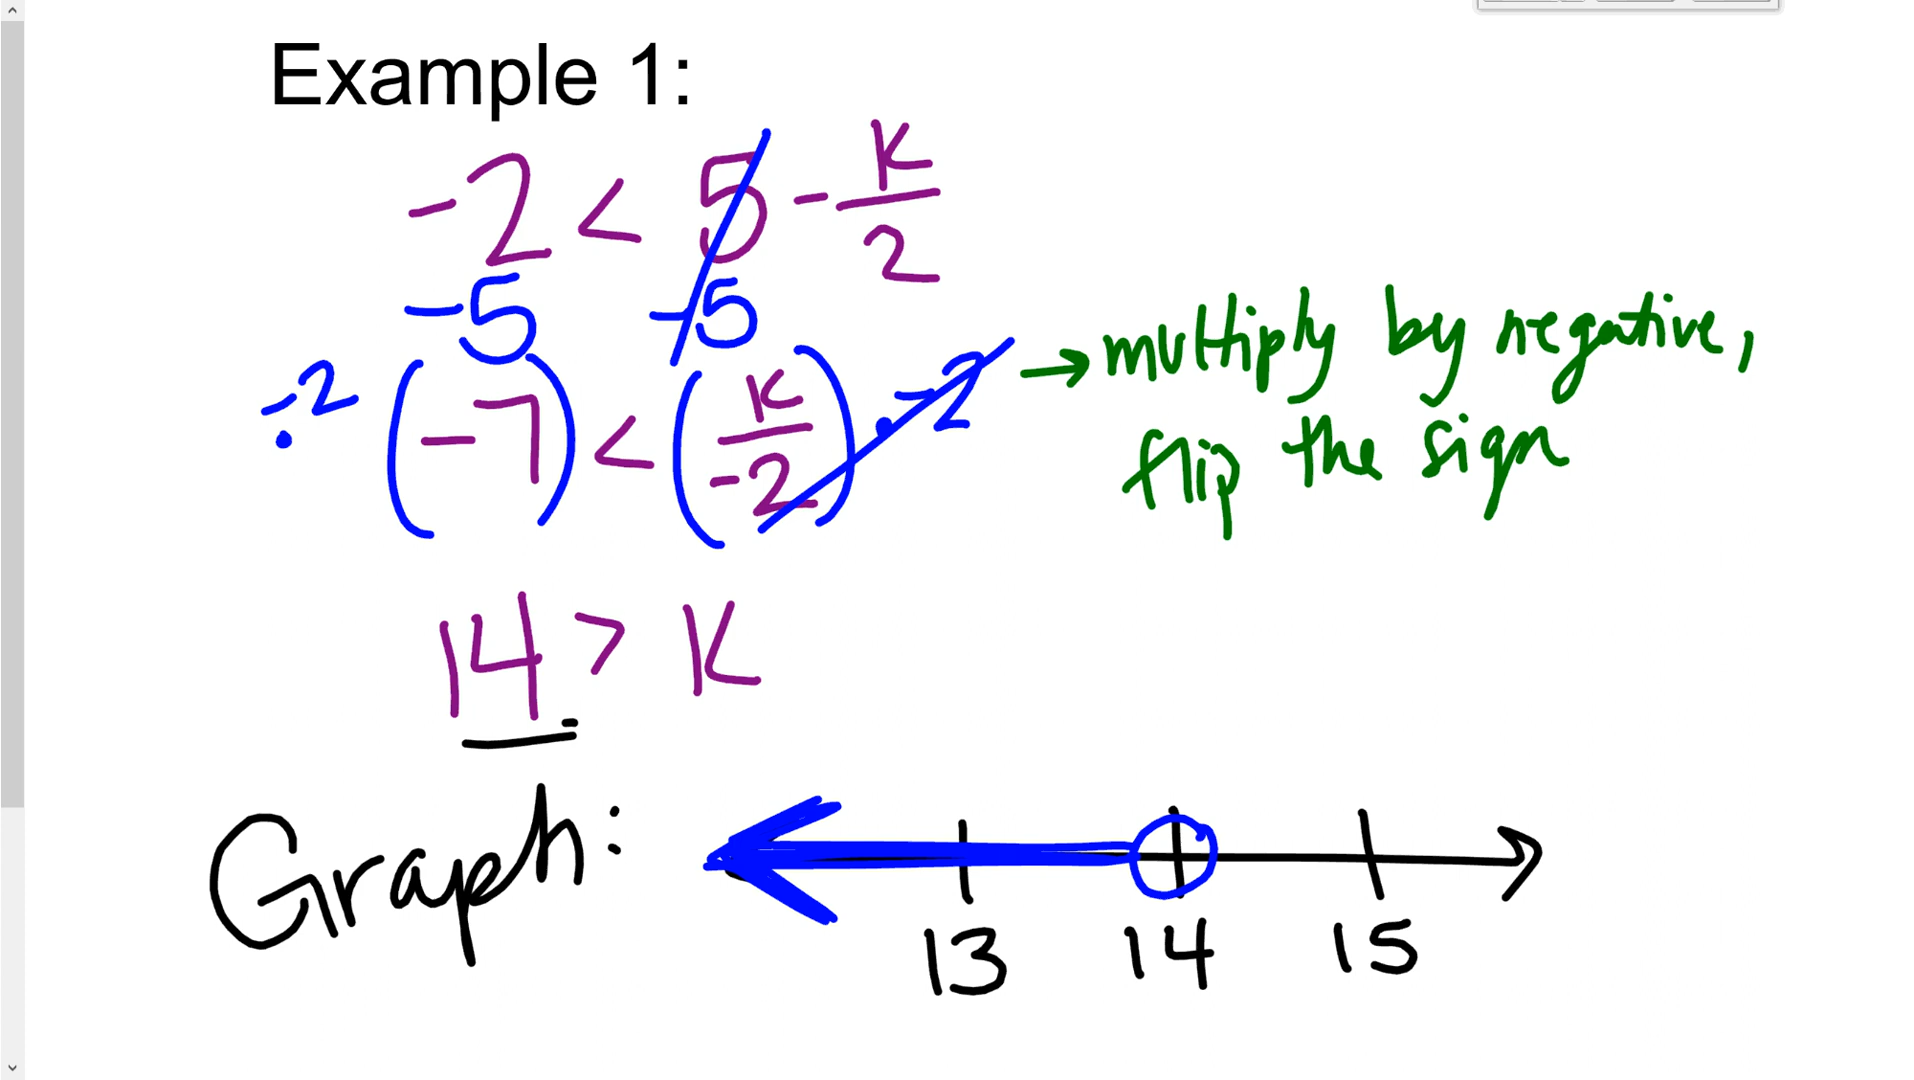 Example 1:
-2 < 5 - k/2
-5 -5
-2 · (-7) < (k/-2) · -2 → multiply by negative,
flip the sign
14 > k
Graph:
13 14 15